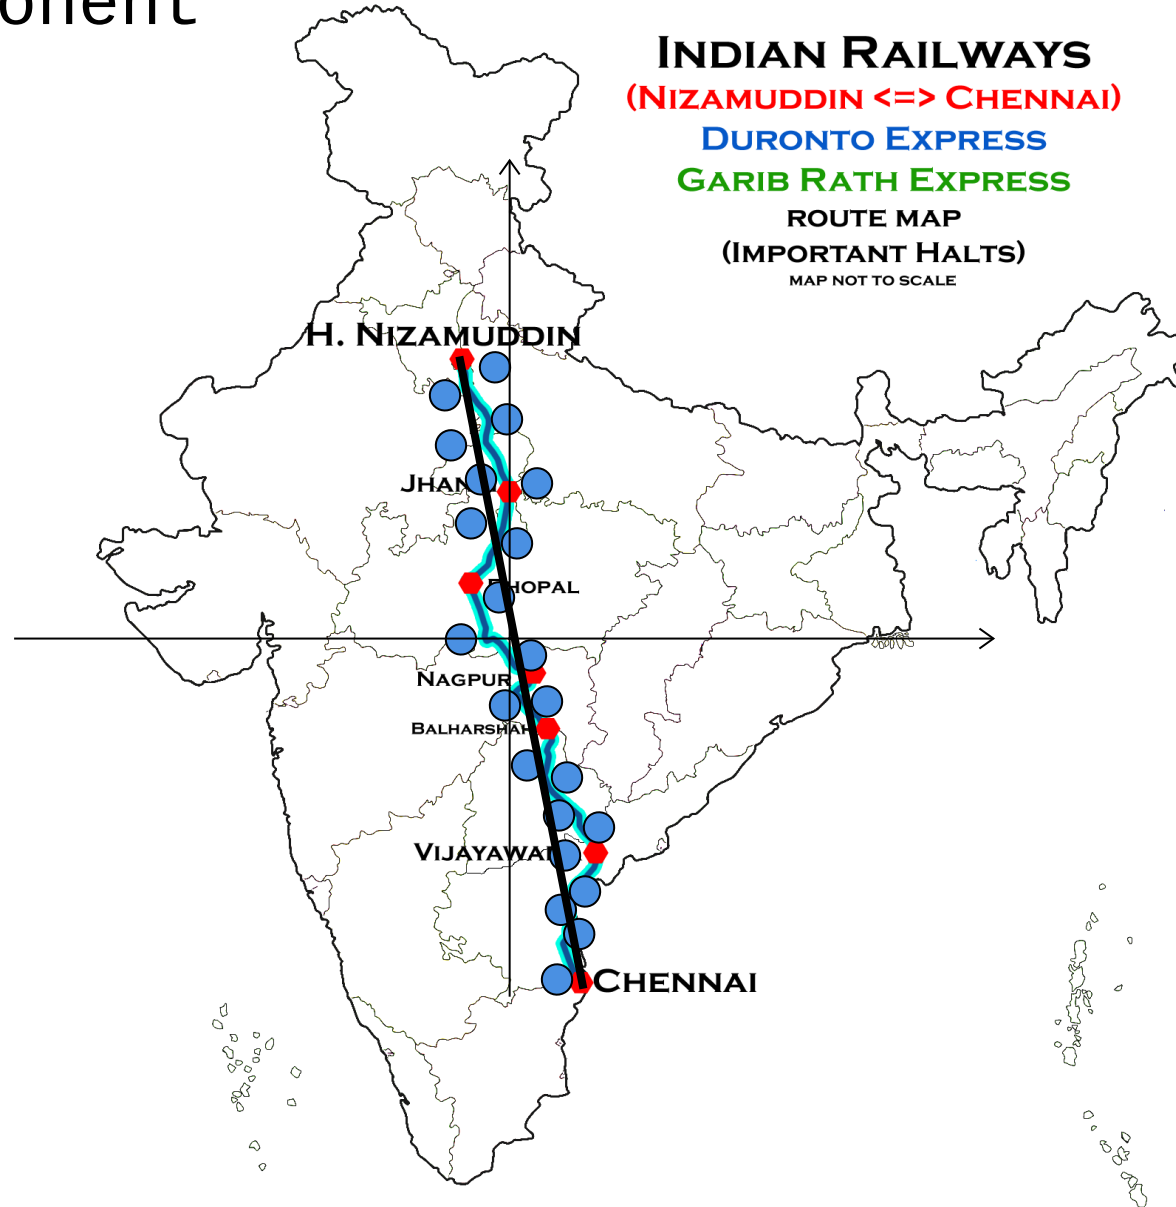 onent
INDIAN RAILWAYS
(NIZAMUDDIN <=> CHENNAI)
DURONTO EXPRESS
GARIB RATH EXPRESS
ROUTE MAP
(IMPORTANT HALTS)
MAP NOT TO SCALE
H. NIZAMUDDIN
NAGPUR
BALHARSHAH
CHENNAI